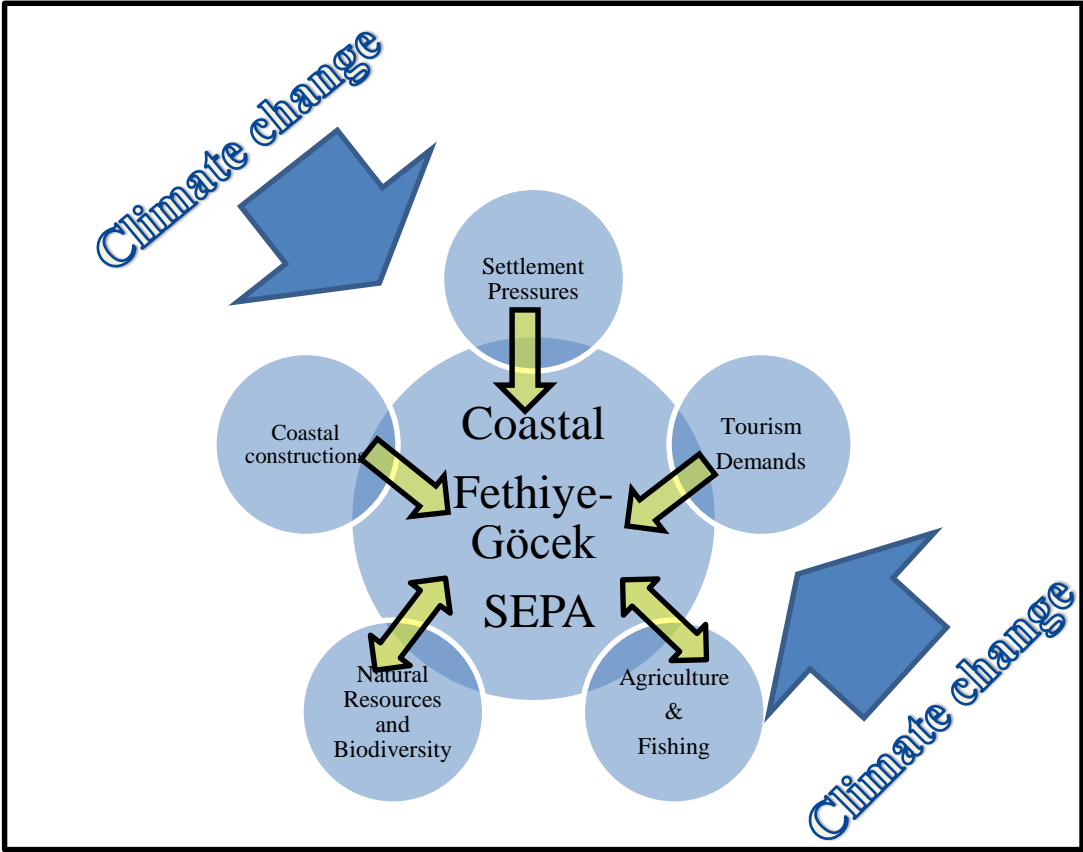 Climate change
Settlement
Pressures
Coastal
constructions
Coastal
Fethiye-
Göcek
SEPA
Tourism
Demands
Natural
Resources
and
Biodiversity
Agriculture
&
Fishing
Climate change